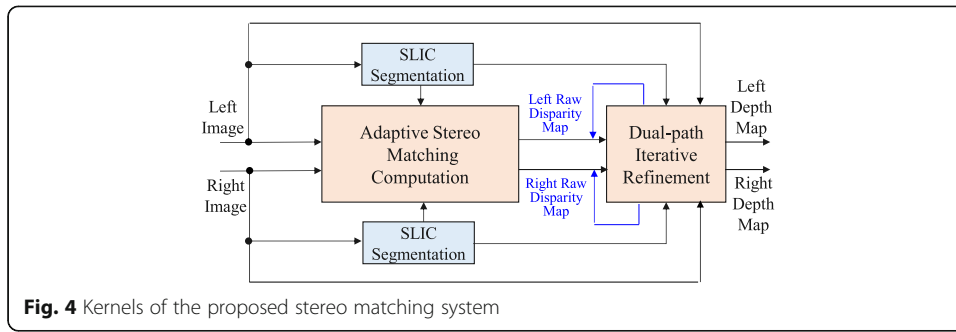 SLIC
Segmentation
Left
Image
Right
Image
Adaptive Stereo
Matching
Computation
Left Raw
Disparity
Map
Right Raw
Disparity
Map
Dual-path
Iterative
Refinement
Left
Depth
Map
Right
Depth
Map
SLIC
Segmentation
Fig. 4 Kernels of the proposed stereo matching system